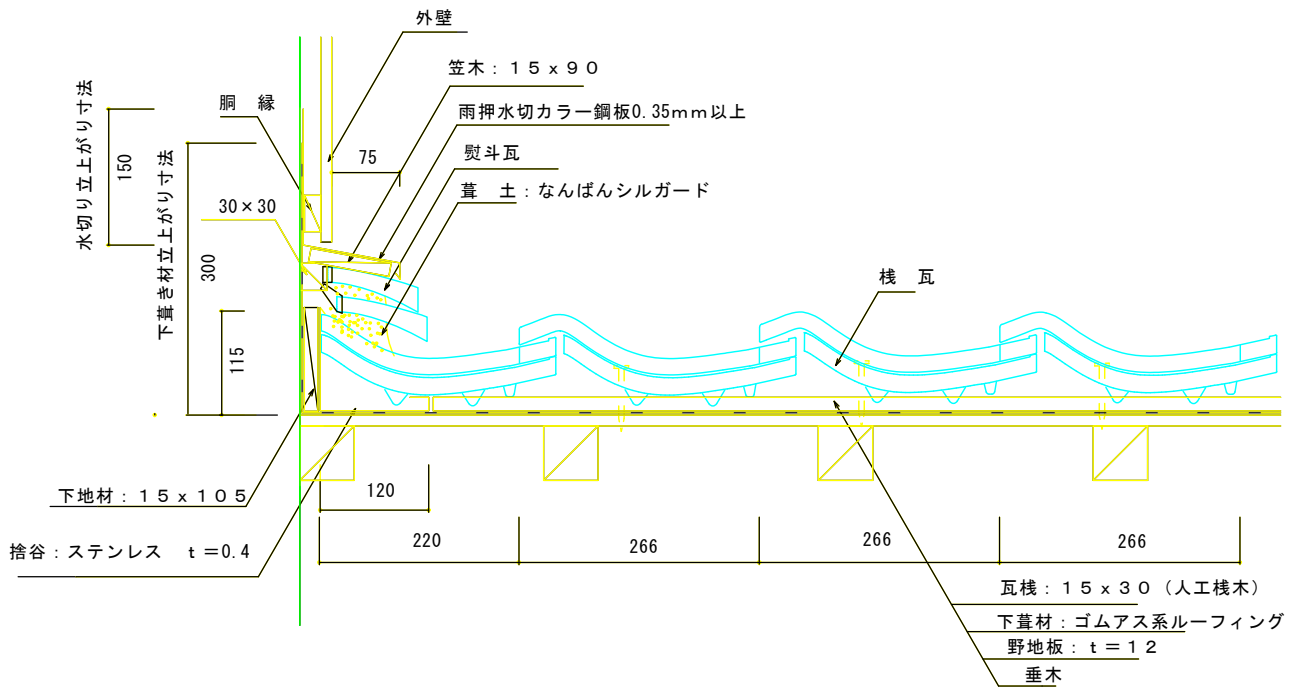 外壁
笠木：１５ｘ９０
胴　縁
雨押水切カラー鋼板0.35ｍｍ以上
熨斗瓦
葺　土：なんばんシルガード
水切り立上がり寸法
150
下葺き材立上がり寸法
300
75
30×30
115
桟　瓦
下地材：１５ｘ１０５
120
捨谷：ステンレス　ｔ＝0.4
220
266
266
266
瓦桟：１５ｘ３０（人工桟木）
下葺材：ゴムアス系ルーフィング
野地板：ｔ＝１２
垂木